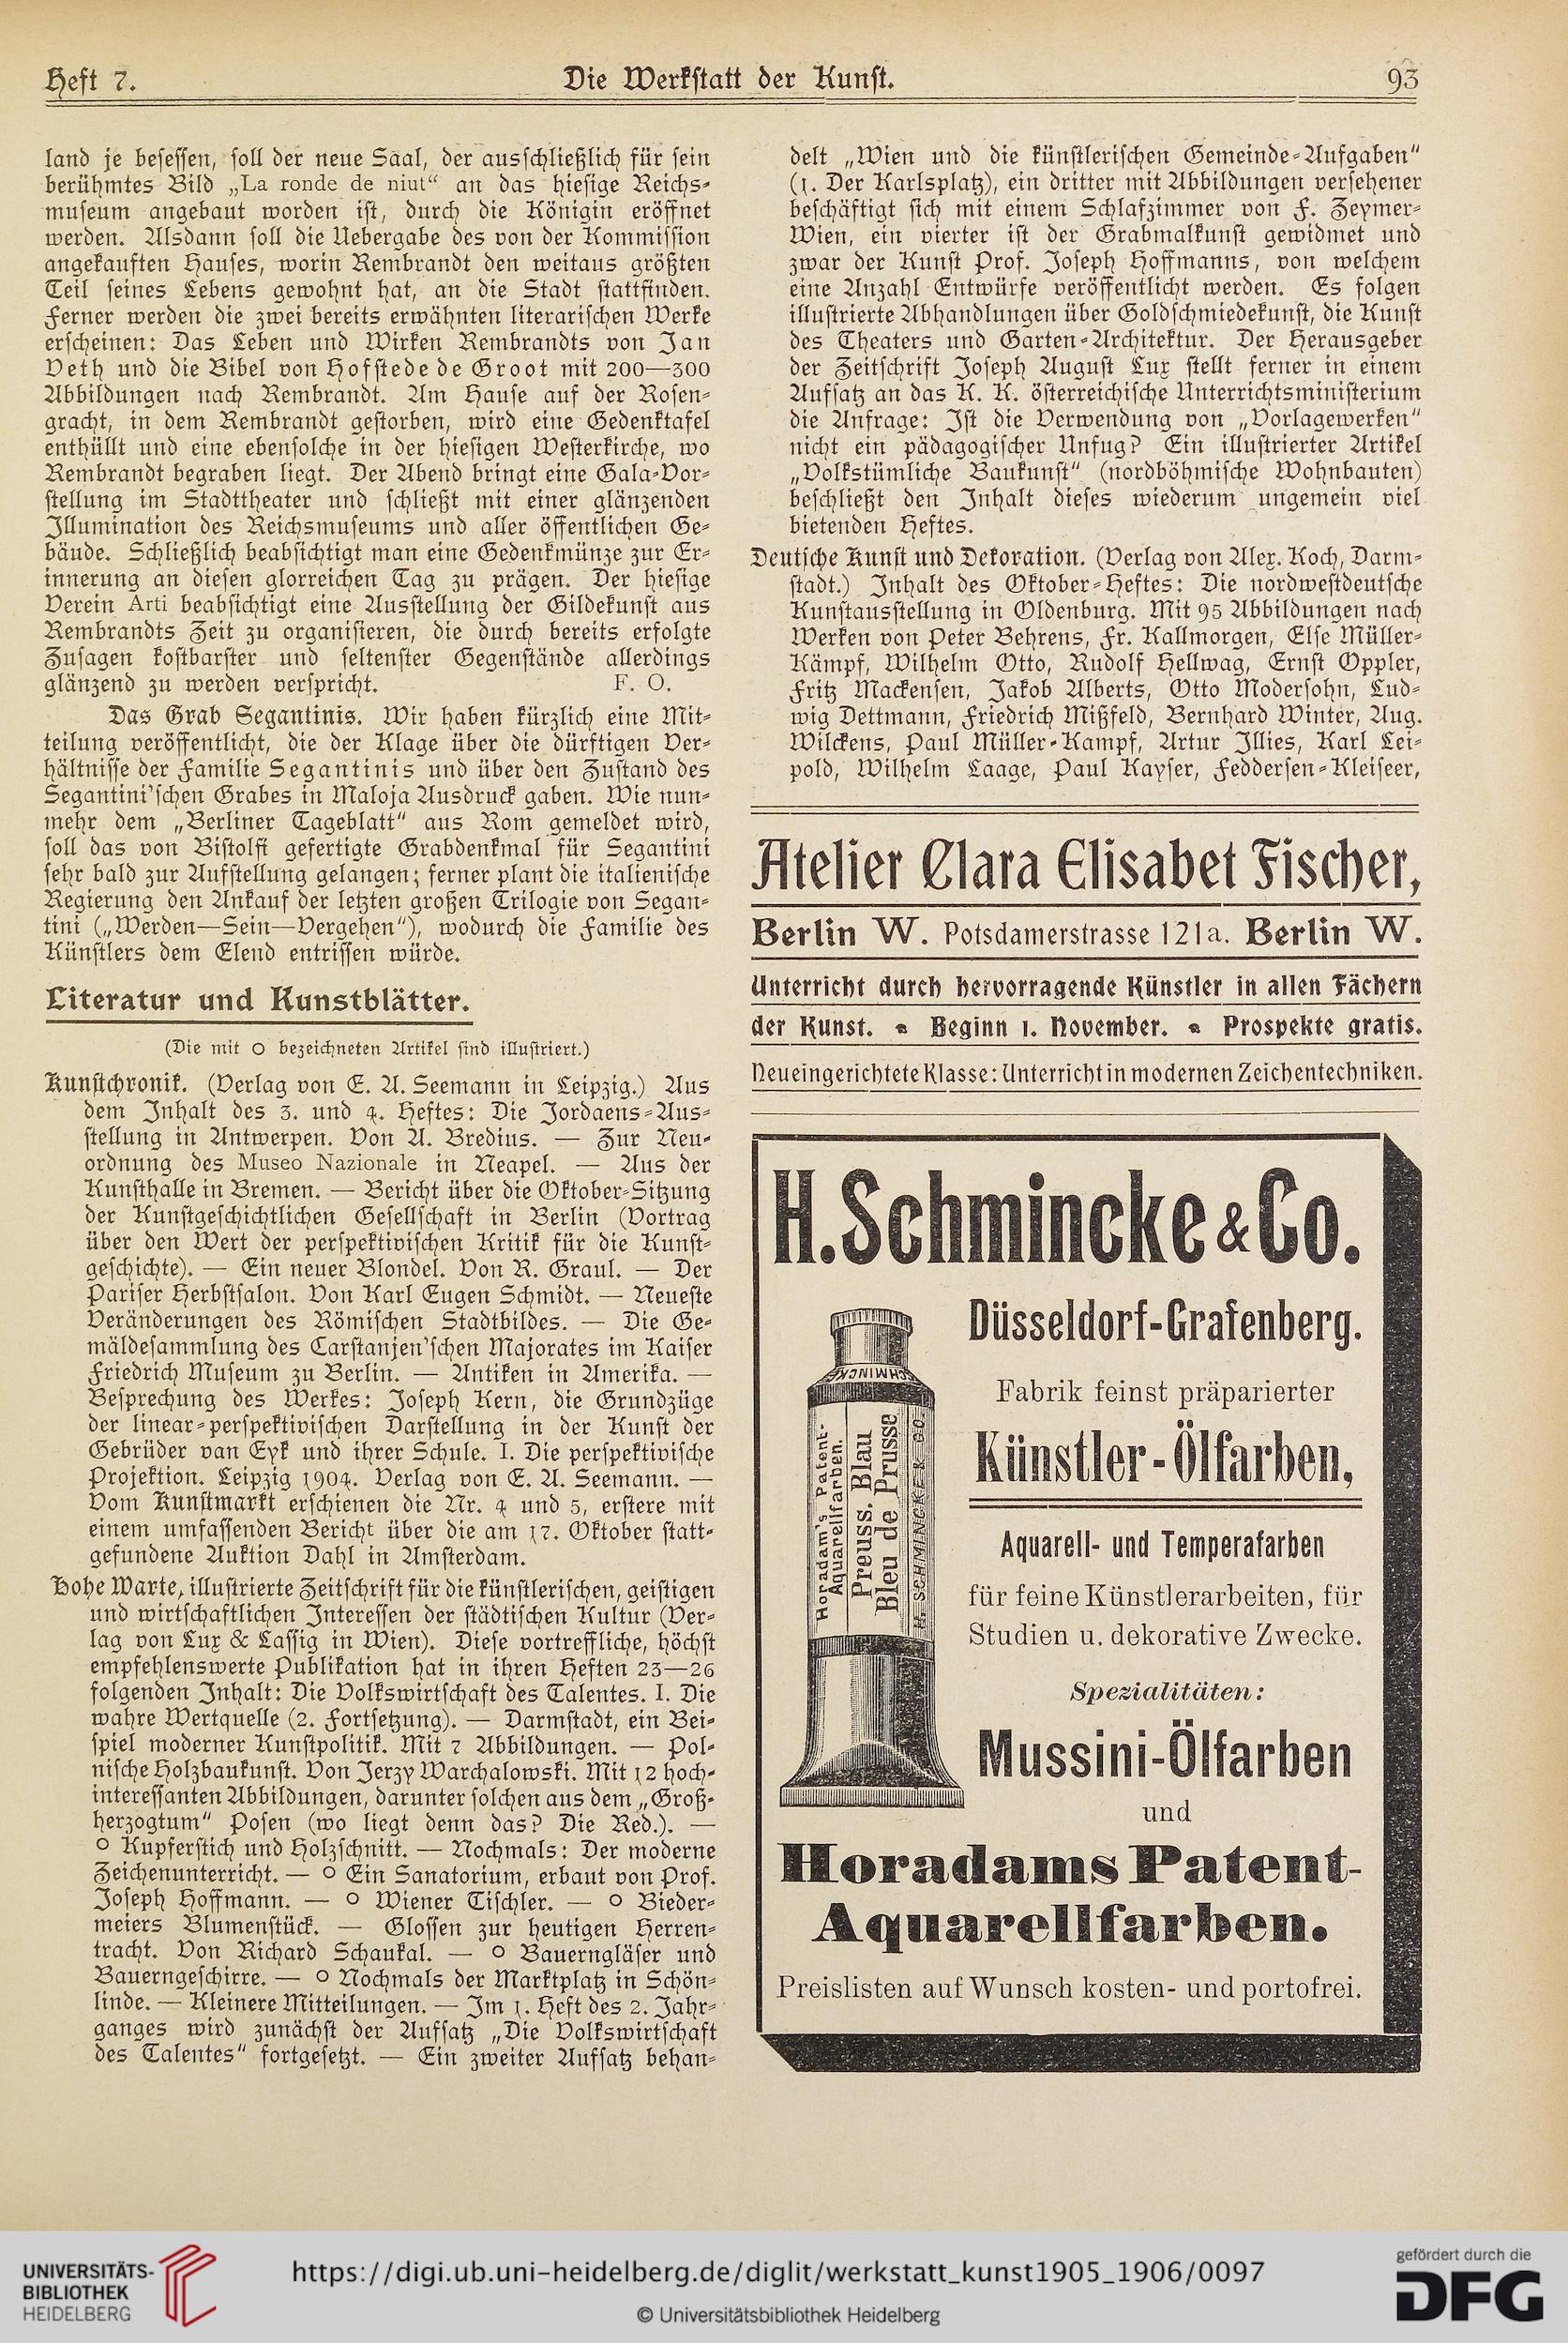 Heft 7.
Die Werkſtatt der Kunſt.
93
land je beſeſſen, ſoll der neue Saal, der ausſchließlich für ſein
berühmtes Bild „La ronde de niut“ an das hieſige Reichs-
muſeum angebaut worden iſt, durch die Königin eröffnet
werden. Alsdann ſoll die Uebergabe des von der Kommiſſion
angekauften Hauſes, worin Rembrandt den weitaus größten
Teil ſeines Lebens gewohnt hat, an die Stadt ſtattfinden.
Ferner werden die zwei bereits erwähnten literariſchen Werke
erſcheinen: Das Leben und Wirken Rembrandts von Jan
Veth und die Bibel von Hofſtede de Groot mit 200—300
Abbildungen nach Rembrandt. Am Hauſe auf der Roſen-
gracht, in dem Rembrandt geſtorben, wird eine Gedenktafel
enthüllt und eine ebenſolche in der hieſigen Weſterkirche, wo
Rembrandt begraben liegt. Der Abend bringt eine Gala-Vor-
ſtellung im Stadttheater und ſchließt mit einer glänzenden
Illumination des Reichsmuſeums und aller öffentlichen Ge-
bäude. Schließlich beabſichtigt man eine Gedenkmünze zur Er-
innerung an dieſen glorreichen Tag zu prägen. Der hieſige
Verein Arti beabſichtigt eine Ausſtellung der Gildekunſt aus
Rembrandts Zeit zu organiſieren, die durch bereits erfolgte
Zuſagen koſtbarſter und ſeltenſter Gegenſtände allerdings
glänzend zu werden verſpricht. F. O.
Das Grab Segantinis. Wir haben kürzlich eine Mit-
teilung veröffentlicht, die der Klage über die dürftigen Ver-
hältniſſe der Familie Segantinis und über den Zuſtand des
Segantini'ſchen Grabes in Maloja Ausdruck gaben. Wie nun-
mehr dem „Berliner Tageblatt“ aus Rom gemeldet wird,
ſoll das von Biſtolfi gefertigte Grabdenkmal für Segantini
ſehr bald zur Aufſtellung gelangen; ferner plant die italieniſche
Regierung den Ankauf der letzten großen Trilogie von Segan-
tini („Werden—Sein—Vergehen“), wodurch die Familie des
Künſtlers dem Elend entriſſen würde.
Literatur und Kunstblätter.
(Die mit O bezeichneten Artikel ſind illuſtriert.)
Kunſtchronik. (Verlag von E. A. Seemann in Leipzig.) Aus
dem Inhalt des 3. und 4. Heftes: Die Jordaens-Aus-
ſtellung in Antwerpen. Von A. Bredius. — Zur Neu-
ordnung des Museo Nazionale in Neapel. — Aus der
Kunſthalle in Bremen. — Bericht über die Oktober-Sitzung
der Kunſtgeſchichtlichen Geſellſchaft in Berlin (Vortrag
über den Wert der perſpektiviſchen Kritik für die Kunſt-
geſchichte). — Ein neuer Blondel. Von R. Graul. — Der
Pariſer Herbſtſalon. Von Karl Eugen Schmidt. — Neueſte
Veränderungen des Römiſchen Stadtbildes. — Die Ge-
mäldeſammlung des Carſtanjen'ſchen Majorates im Kaiſer
Friedrich Muſeum zu Berlin. — Antiken in Amerika. —
Beſprechung des Werkes: Joſeph Kern, die Grundzüge
der linear-perſpektiviſchen Darſtellung in der Kunſt der
Gebrüder van Eyk und ihrer Schule. I. Die perſpektiviſche
Projektion. Leipzig 1904. Verlag von E. A. Seemann. —
Vom Kunſtmarkt erſchienen die Nr. 4 und 5, erſtere mit
einem umfaſſenden Bericht über die am 17. Oktober ſtatt-
gefundene Auktion Dahl in Amſterdam.
Hohe Warte, illuſtrierte Zeitſchrift für die künſtleriſchen, geiſtigen
und wirtſchaftlichen Intereſſen der ſtädtiſchen Kultur (Ver-
lag von Lux & Laſſig in Wien). Dieſe vortreffliche, höchſt
empfehlenswerte Publikation hat in ihren Heften 23—26
folgenden Inhalt: Die Volkswirtſchaft des Talentes. I. Die
wahre Wertquelle (2. Fortſetzung). — Darmſtadt, ein Bei-
ſpiel moderner Kunſtpolitik. Mit 7 Abbildungen. — Pol-
niſche Holzbaukunſt. Von Jerzy Warchalowski. Mit 12 hoch-
intereſſanten Abbildungen, darunter ſolchen aus dem „Groß-
herzogtum“ Poſen (wo liegt denn das? Die Red.). —
O Kupferſtich und Holzſchnitt. — Nochmals: Der moderne
Zeichenunterricht. — O Ein Sanatorium, erbaut von Prof.
Joſeph Hoffmann. — O Wiener Tiſchler. — O Bieder-
meiers Blumenſtück. — Gloſſen zur heutigen Herren-
tracht. Von Richard Schaukal. — O Bauerngläſer und
Bauerngeſchirre. — O Nochmals der Marktplatz in Schön-
linde. — Kleinere Mitteilungen. — Im 1. Heft des 2. Jahr-
ganges wird zunächſt der Aufſatz „Die Volkswirtſchaft
des Talentes“ fortgeſetzt. — Ein zweiter Aufſatz behan-
delt „Wien und die künſtleriſchen Gemeinde-Aufgaben“
(1. Der Karlsplatz), ein dritter mit Abbildungen verſehener
beſchäftigt ſich mit einem Schlafzimmer von F. Zeymer-
Wien, ein vierter iſt der Grabmalkunſt gewidmet und
zwar der Kunſt Prof. Joſeph Hoffmanns, von welchem
eine Anzahl Entwürfe veröffentlicht werden. Es folgen
illuſtrierte Abhandlungen über Goldſchmiedekunſt, die Kunſt
des Theaters und Garten-Architektur. Der Herausgeber
der Zeitſchrift Joſeph Auguſt Lux ſtellt ferner in einem
Aufſatz an das K. K. öſterreichiſche Unterrichtsminiſterium
die Anfrage: Iſt die Verwendung von „Vorlagewerken“
nicht ein pädagogiſcher Unfug? Ein illuſtrierter Artikel
„Volkstümliche Baukunſt“ (nordböhmiſche Wohnbauten)
beſchließt den Inhalt dieſes wiederum ungemein viel
bietenden Heftes.
Deutſche Kunſt und Dekoration. (Verlag von Alex. Koch, Darm-
ſtadt.) Inhalt des Oktober-Heftes: Die nordweſtdeutſche
Kunſtausſtellung in Oldenburg. Mit 95 Abbildungen nach
Werken von Peter Behrens, Fr. Kallmorgen, Elſe Müller-
Kämpf, Wilhelm Otto, Rudolf Hellwag, Ernſt Oppler,
Fritz Mackenſen, Jakob Alberts, Otto Moderſohn, Lud-
wig Dettmann, Friedrich Mißfeld, Bernhard Winter, Aug.
Wilckens, Paul Müller-Kampf, Artur Illies, Karl Lei-
pold, Wilhelm Laage, Paul Kayſer, Fedderſen-Kleiſeer,
Atelier Clara Elisabet Fischer,
Berlin W. Potsdamerstrasse 121a. Berlin W.
Unterricht durch hervorragende Künstler in allen Fächern
der Kunst. Beginn 1. November. Prospekte gratis.
Neueingerichtete Klasse: Unterricht in modernen Zeichentechniken.
H. Schmincke & Co.
Düsseldorf-Grafenberg.
Fabrik feinst präparierter
Künstler-Ölfarben,
Aquarell- und Temperafarben
für feine Künstlerarbeiten, für
Studien u. dekorative Zwecke.
Spezialitäten:
Mussini-Ölfarben
und
Horadams Patent-
Aquarellfarben.
Preislisten auf Wunsch kosten- und portofrei.
SCHMINCKE
Horadam's Patent-
Aquarellfarben.
Preuss. Blau
Bleu de Prusse
H. SCHMINCKE & CO.
UNIVERSITÄTS-
BIBLIOTHEK
HEIDELBERG
https://digi.ub.uni-heidelberg.de/diglit/werkstatt_kunst1905_1906/0097
© Universitätsbibliothek Heidelberg
gefördert durch die
DFG